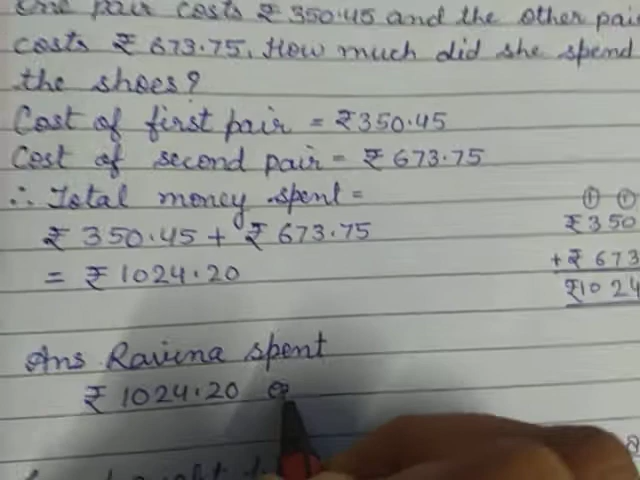 One pair costs ₹350.45 and the other pai
costs ₹ 673.75. How much did she spend
the shoes?
Cost of first pair = ₹350.45
Cost of second pair = ₹ 673.75
∴ Total money spent =
₹ 350.45 + ₹ 673.75
= ₹ 1024.20
① ①
₹350
+₹ 673
₹1024
Ans Ravina spent
₹ 1024.20